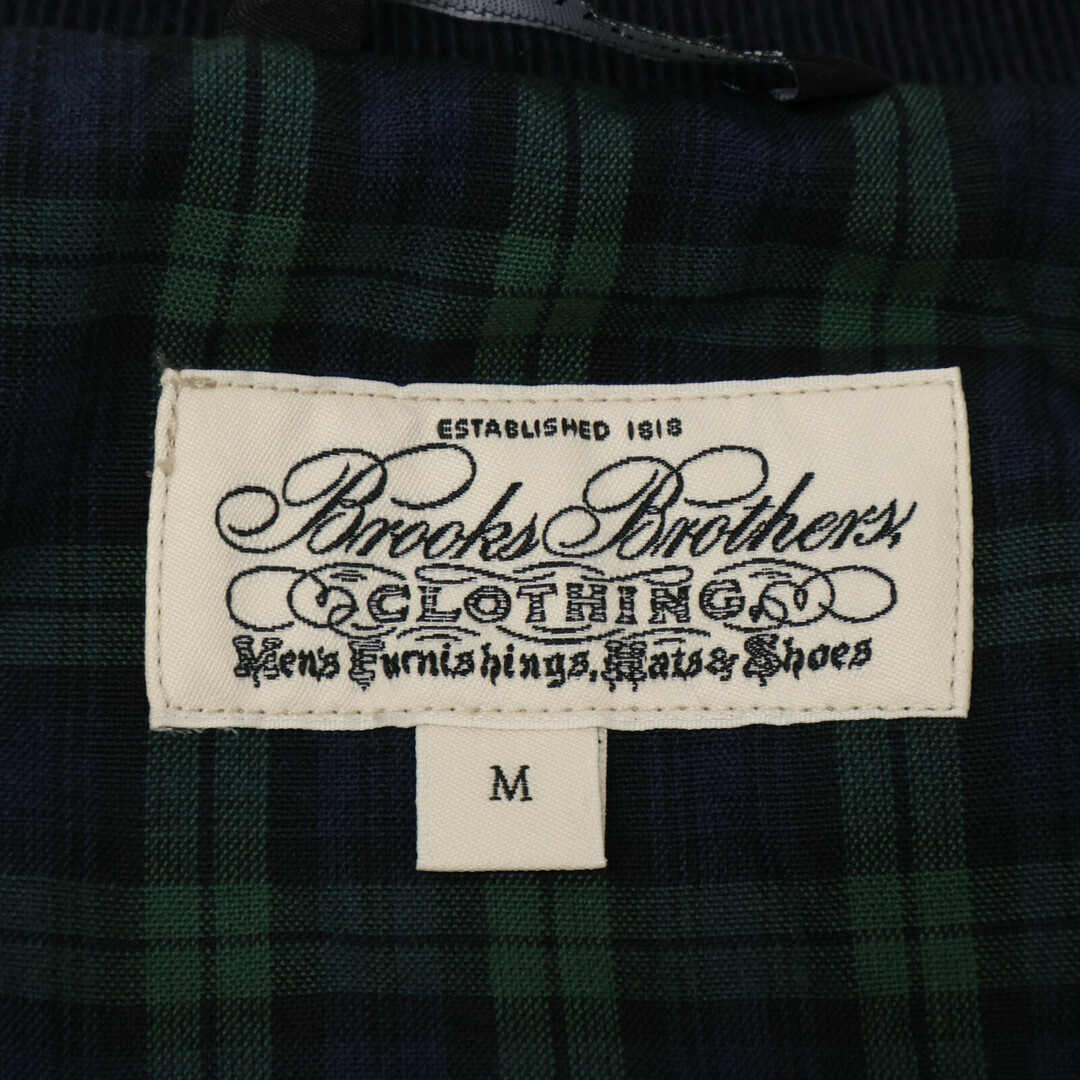 ESTABLISHED 1818
Brooks Brothers,
CLOTHING,
Men's Furnishings, Hats & Shoes
M